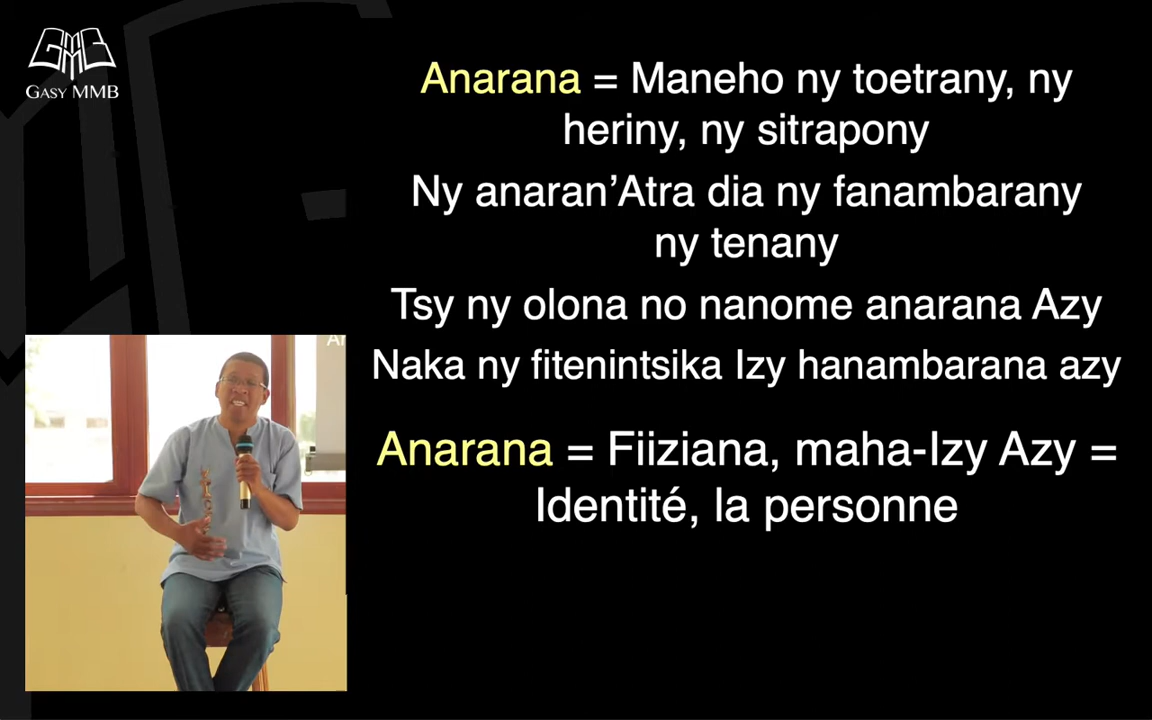 GMMB
GASY MMB
Anarana = Maneho ny toetrany, ny
heriny, ny sitrapony
Ny anaran’Atra dia ny fanambarany
ny tenany
Tsy ny olona no nanome anarana Azy
Naka ny fitenintsika Izy hanambarana azy
Anarana = Fiiziana, maha-Izy Azy =
Identité, la personne